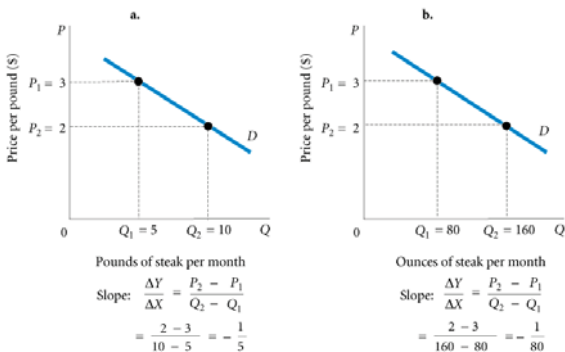 a.
P
Price per pound ($)
P₁ = 3
P₂ = 2
D
0
Q₁ = 5
Q₂ = 10
Q
Pounds of steak per month
Slope: ΔY/ΔX = P₂ - P₁/Q₂ - Q₁
= 2 - 3/10 - 5 = - 1/5
b.
P
Price per pound ($)
P₁ = 3
P₂ = 2
D
0
Q₁ = 80
Q₂ = 160
Q
Ounces of steak per month
Slope: ΔY/ΔX = P₂ - P₁/Q₂ - Q₁
= 2 - 3/160 - 80 = - 1/80